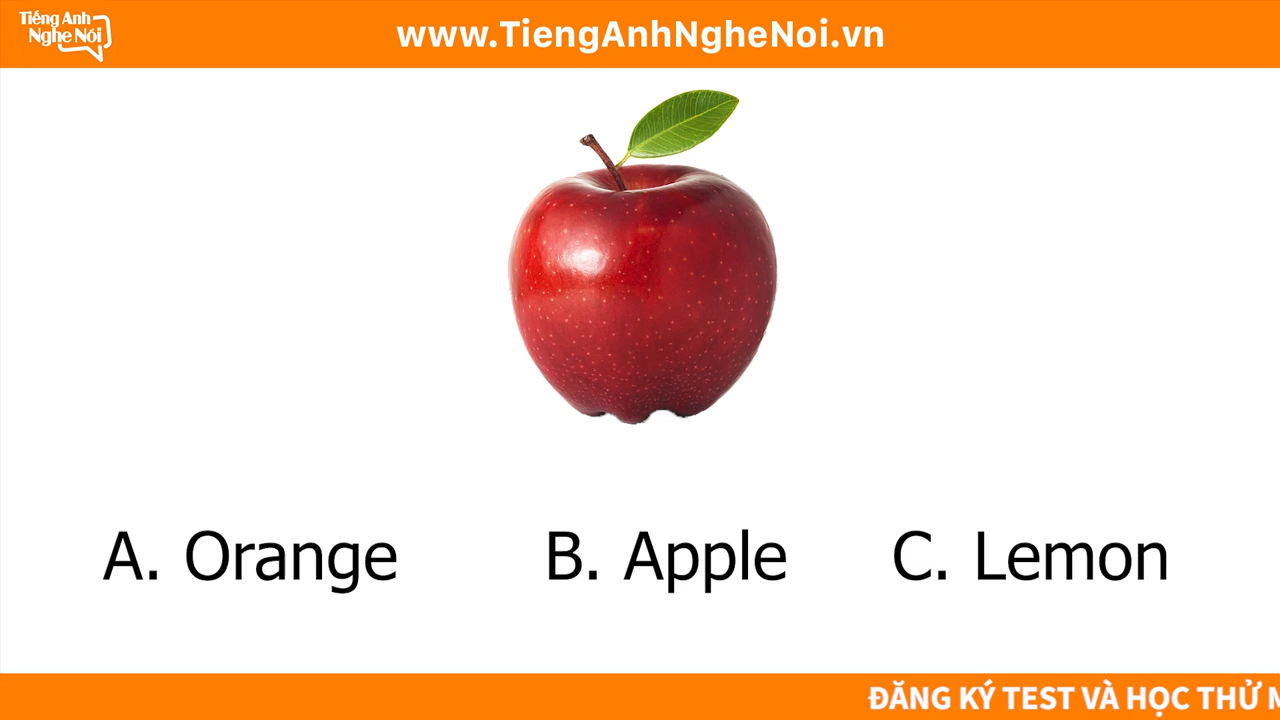 Tiếng Anh
Nghe Nói
www.TiengAnhNgheNoi.vn
A. Orange B. Apple C. Lemon
ĐĂNG KÝ TEST VÀ HỌC THỬ